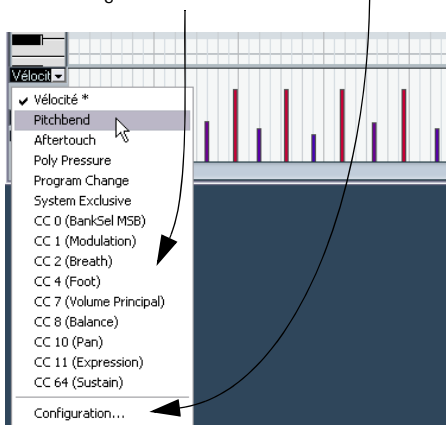 Vélocit
Vélocité *
Pitchbend
Aftertouch
Poly Pressure
Program Change
System Exclusive
CC 0 (BankSel MSB)
CC 1 (Modulation)
CC 2 (Breath)
CC 4 (Foot)
CC 7 (Volume Principal)
CC 8 (Balance)
CC 10 (Pan)
CC 11 (Expression)
CC 64 (Sustain)
Configuration...